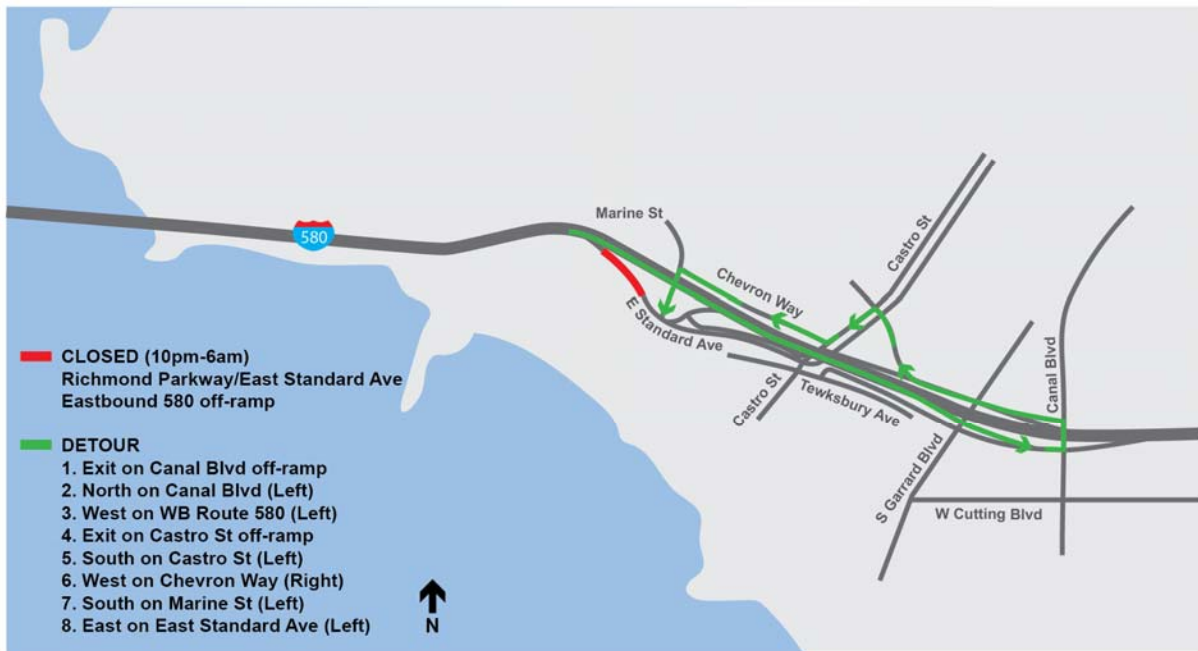 Marine St
Castro St
580
Chevron Way
E Standard Ave
Canal Blvd
CLOSED (10pm-6am)
Richmond Parkway/East Standard Ave
Eastbound 580 off-ramp
Castro St
Tewksbury Ave
S Garrard Blvd
W Cutting Blvd
DETOUR
1. Exit on Canal Blvd off-ramp
2. North on Canal Blvd (Left)
3. West on WB Route 580 (Left)
4. Exit on Castro St off-ramp
5. South on Castro St (Left)
6. West on Chevron Way (Right)
7. South on Marine St (Left)
8. East on East Standard Ave (Left)
N